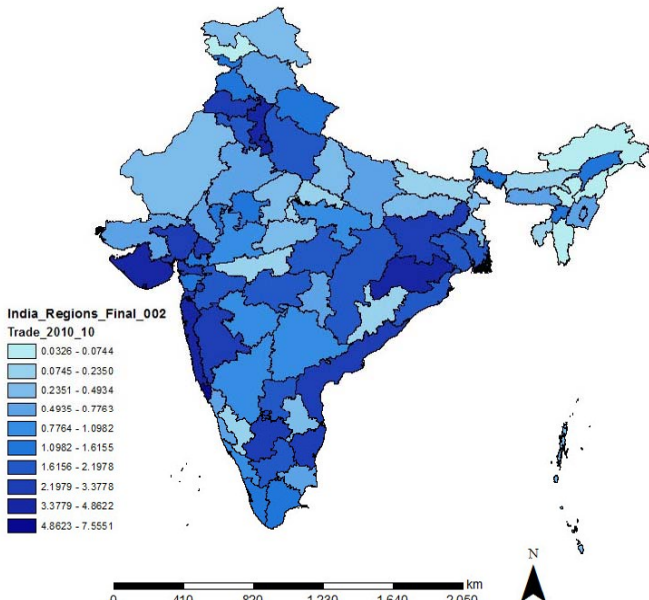 India_Regions_Final_002
Trade_2010_10
0.0326 - 0.0744
0.0745 - 0.2350
0.2351 - 0.4934
0.4935 - 0.7763
0.7764 - 1.0982
1.0982 - 1.6155
1.6156 - 2.1978
2.1979 - 3.3778
3.3779 - 4.8622
4.8623 - 7.5551
N
km
0 410 820 1,230 1,640 2,050